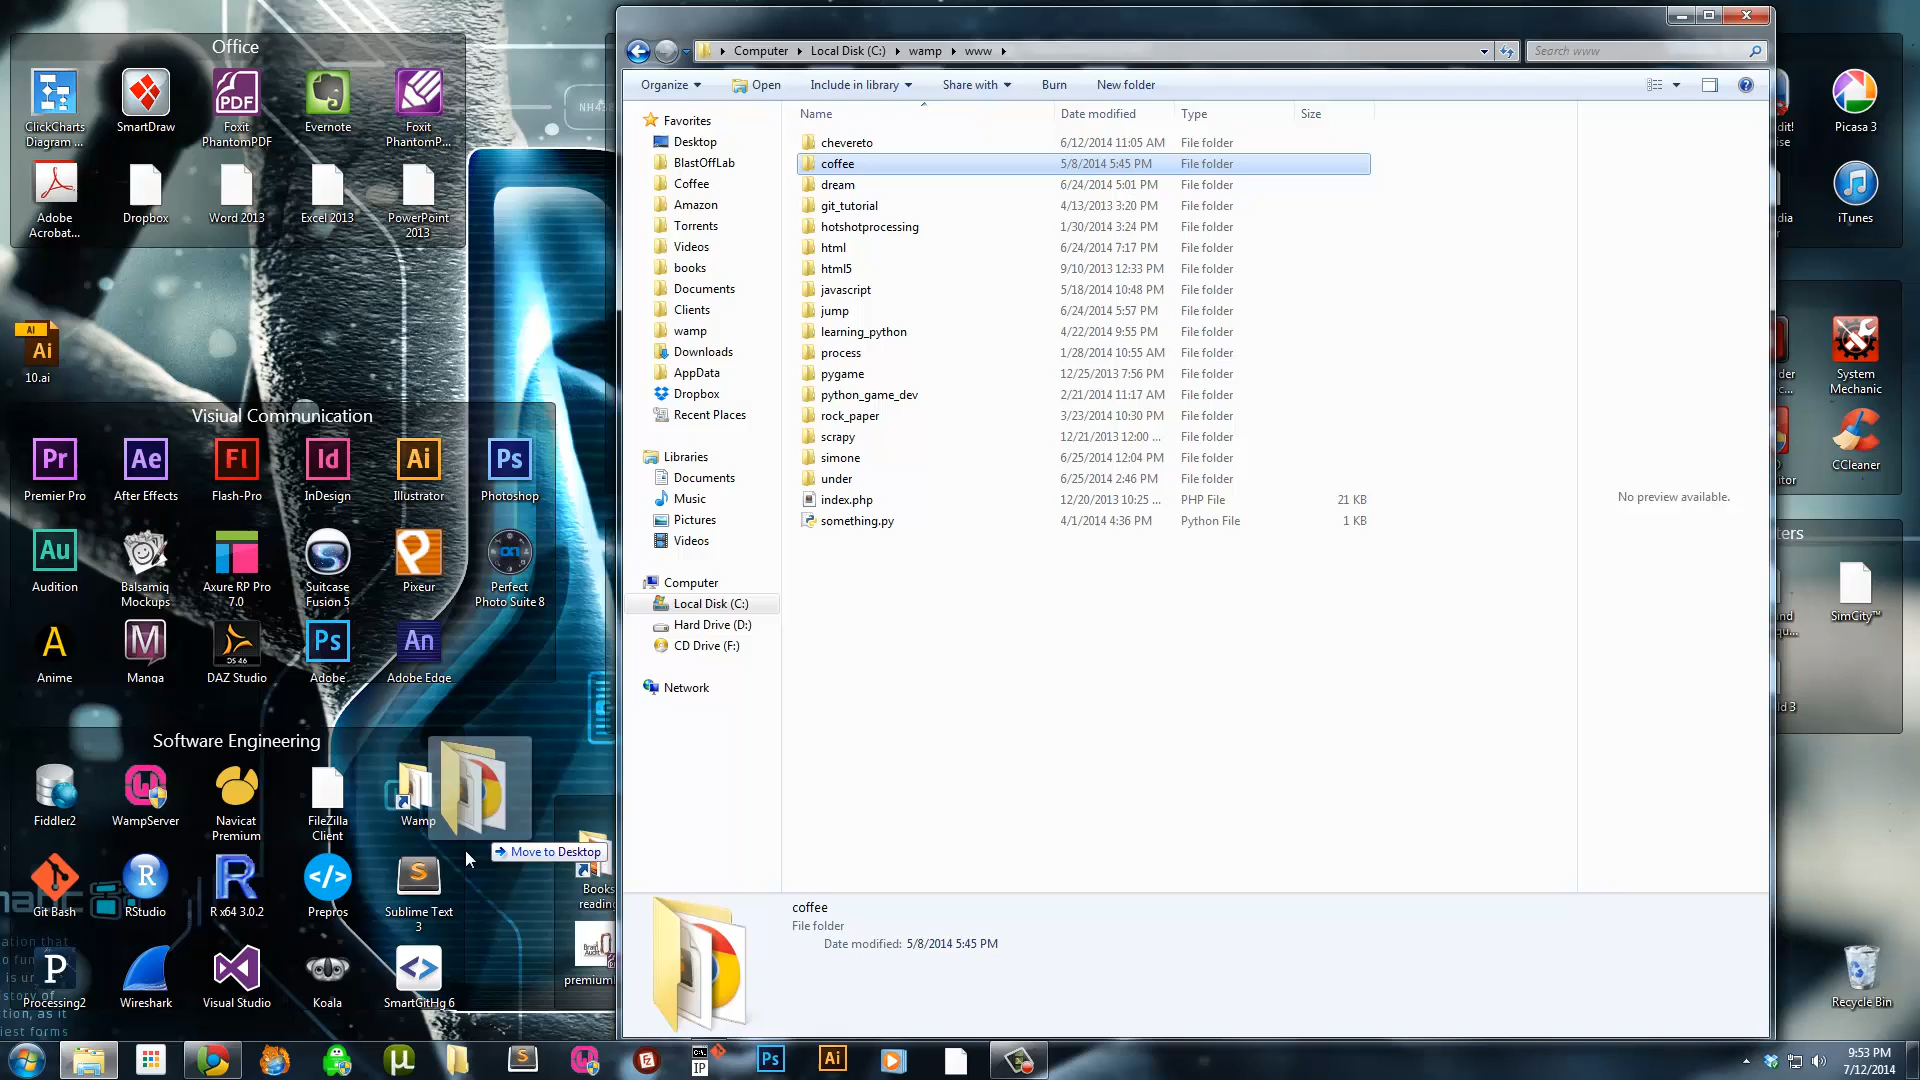 Office
ClickCharts
Diagram ...
SmartDraw
Foxit
PhantomPDF
Evernote
Foxit
PhantomP...
Adobe
Acrobat...
Dropbox
Word 2013
Excel 2013
PowerPoint
2013
10.ai
Visiual Communication
Premier Pro
After Effects
Flash-Pro
InDesign
Illustrator
Photoshop
Audition
Balsamiq
Mockups
Axure RP Pro
7.0
Suitcase
Fusion 5
Pixeur
Perfect
Photo Suite 8
Anime
Manga
DAZ Studio
Adobe
Adobe Edge
Software Engineering
Fiddler2
WampServer
Navicat
Premium
FileZilla
Client
Wamp
Move to Desktop
Git Bash
RStudio
R x64 3.0.2
Prepros
Sublime Text
3
Books
Processing2
Wireshark
Visual Studio
Koala
SmartGitHg 6
Computer
Local Disk (C:)
wamp
www
Search www
Organize
Open
Include in library
Share with
Burn
New folder
Favorites
Desktop
BlastOffLab
Coffee
Amazon
Torrents
Videos
books
Documents
Clients
wamp
Downloads
AppData
Dropbox
Recent Places
Libraries
Documents
Music
Pictures
Videos
Computer
Local Disk (C:)
Hard Drive (D:)
CD Drive (F:)
Network
Name Date modified Type Size
chevereto 6/12/2014 11:05 AM File folder
coffee 5/8/2014 5:45 PM File folder
dream 6/24/2014 5:01 PM File folder
git_tutorial 4/13/2013 3:20 PM File folder
hotshotprocessing 1/30/2014 3:24 PM File folder
html 6/24/2014 7:17 PM File folder
html5 9/10/2013 12:33 PM File folder
javascript 5/18/2014 10:48 PM File folder
jump 6/24/2014 5:57 PM File folder
learning_python 4/22/2014 9:55 PM File folder
process 1/28/2014 10:55 AM File folder
pygame 12/25/2013 7:56 PM File folder
python_game_dev 2/21/2014 11:17 AM File folder
rock_paper 3/23/2014 10:30 PM File folder
scrapy 12/21/2013 12:00 ... File folder
simone 6/25/2014 12:04 PM File folder
under 6/25/2014 2:46 PM File folder
index.php 12/20/2013 10:25 ... PHP File 21 KB
something.py 4/1/2014 4:36 PM Python File 1 KB
No preview available.
coffee
File folder
Date modified: 5/8/2014 5:45 PM
Picasa 3
iTunes
System
Mechanic
CCleaner
SimCity™
Recycle Bin
9:53 PM
7/12/2014